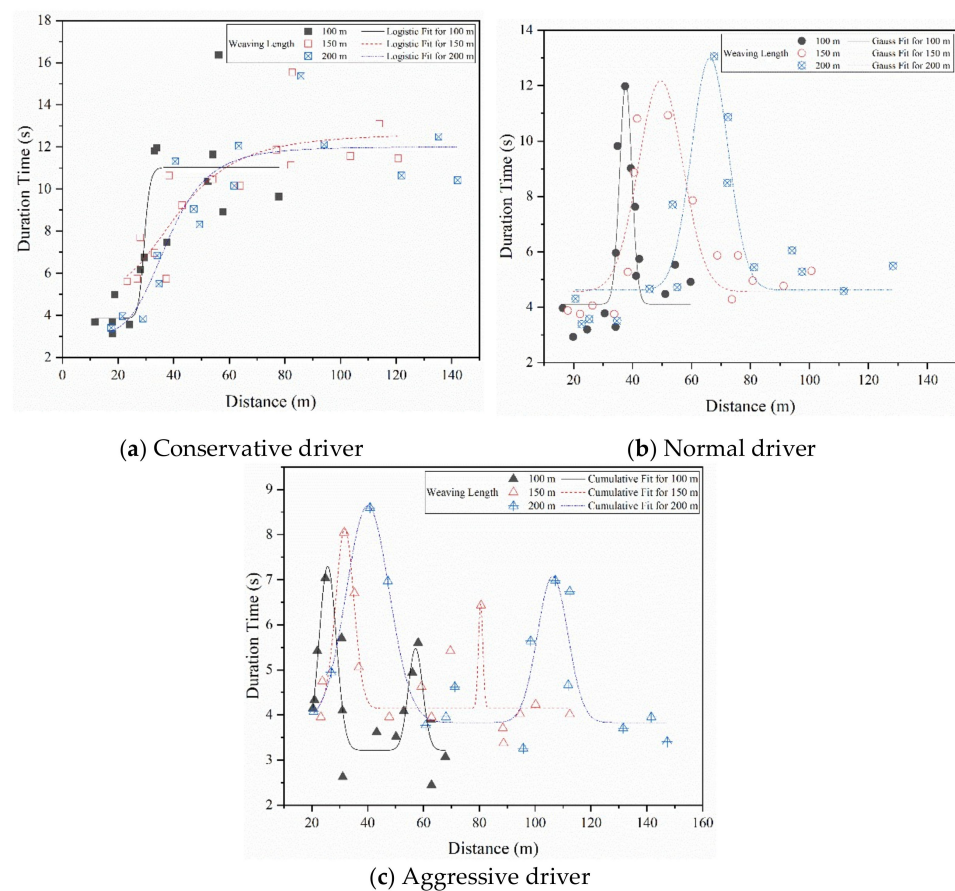 18
16
14
12
10
8
6
4
2
0 20 40 60 80 100 120 140
Duration Time (s)
Distance (m)
Weaving Length
100 m Logistic Fit for 100 m
150 m Logistic Fit for 150 m
200 m Logistic Fit for 200 m
(a) Conservative driver
14
12
10
8
6
4
2
0 20 40 60 80 100 120 140
Duration Time (s)
Distance (m)
Weaving Length
100 m Gauss Fit for 100 m
150 m Gauss Fit for 150 m
200 m Gauss Fit for 200 m
(b) Normal driver
9
8
7
6
5
4
3
2
20 40 60 80 100 120 140 160
Duration Time (s)
Distance (m)
Weaving Length
100 m Cumulative Fit for 100 m
150 m Cumulative Fit for 150 m
200 m Cumulative Fit for 200 m
(c) Aggressive driver